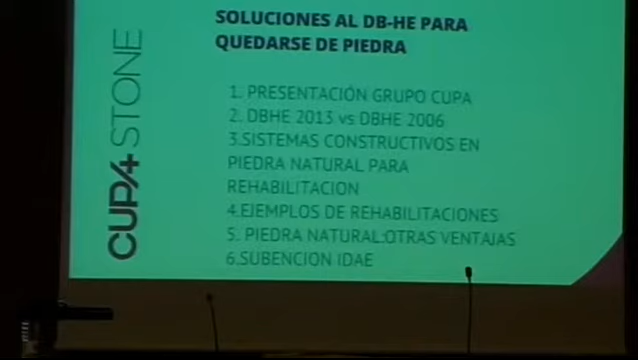 SOLUCIONES AL DB-HE PARA
QUEDARSE DE PIEDRA
CUPA STONE
1. PRESENTACIÓN GRUPO CUPA
2. DBHE 2013 vs DBHE 2006
3.SISTEMAS CONSTRUCTIVOS EN
PIEDRA NATURAL PARA
REHABILITACION
4.EJEMPLOS DE REHABILITACIONES
5. PIEDRA NATURAL:OTRAS VENTAJAS
6.SUBENCION IDAE